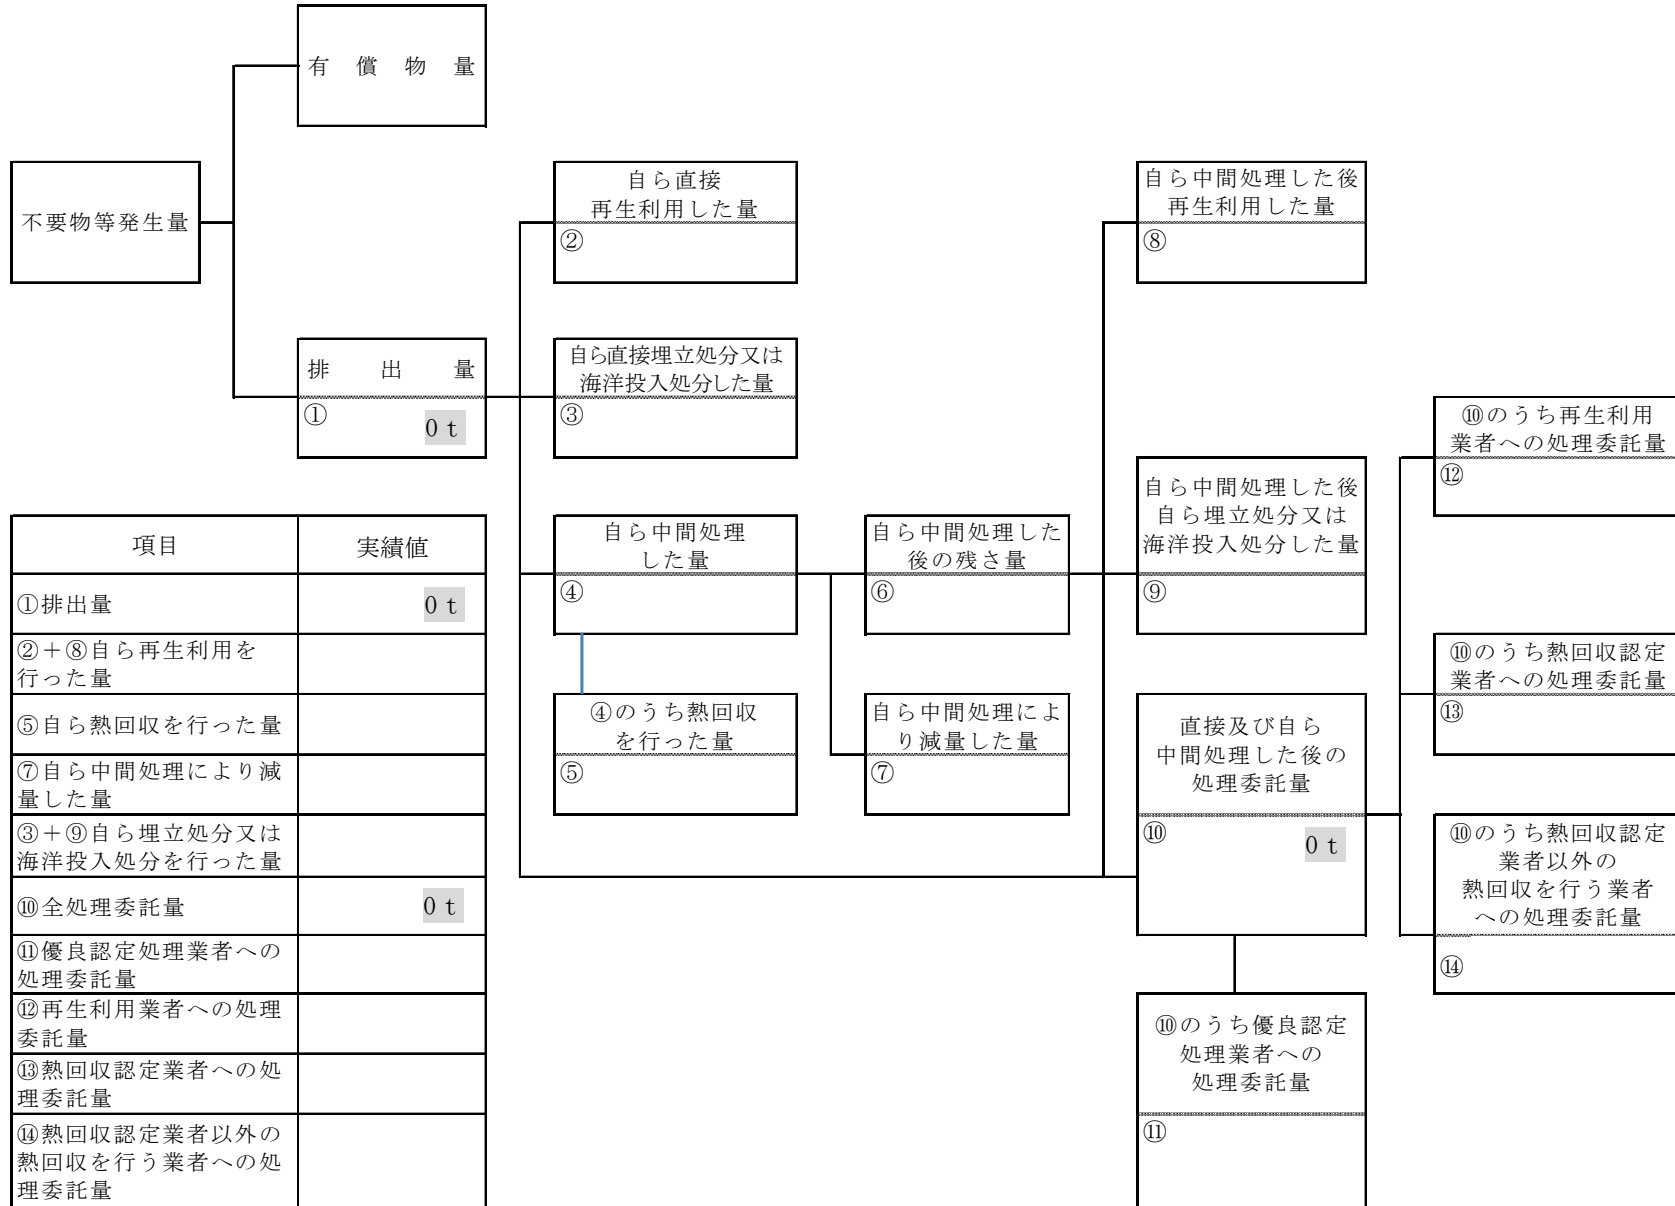 有償物量
不要物等発生量
排出量
①
0 t
自ら直接
再生利用した量
②
自ら直接埋立処分又は
海洋投入処分した量
③
自ら中間処理
した量
④
④のうち熱回収
を行った量
⑤
自ら中間処理した
後の残さ量
⑥
自ら中間処理によ
り減量した量
⑦
自ら中間処理した後
再生利用した量
⑧
自ら中間処理した後
自ら埋立処分又は
海洋投入処分した量
⑨
直接及び自ら
中間処理した後の
処理委託量
⑩
0 t
⑩のうち優良認定
処理業者への
処理委託量
⑪
⑩のうち再生利用
業者への処理委託量
⑫
⑩のうち熱回収認定
業者への処理委託量
⑬
⑩のうち熱回収認定
業者以外の
熱回収を行う業者
への処理委託量
⑭
項目 実績値
①排出量 0 t
②+⑧自ら再生利用を
行った量
⑤自ら熱回収を行った量
⑦自ら中間処理により減
量した量
③+⑨自ら埋立処分又は
海洋投入処分を行った量
⑩全処理委託量 0 t
⑪優良認定処理業者への
処理委託量
⑫再生利用業者への処理
委託量
⑬熱回収認定業者への処
理委託量
⑭熱回収認定業者以外の
熱回収を行う業者への処
理委託量